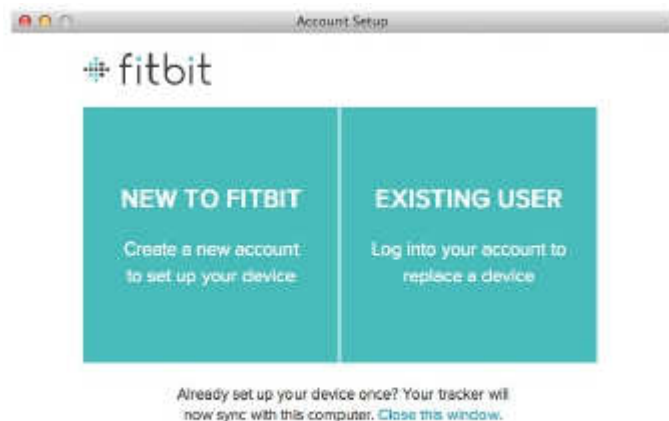 Account Setup
fitbit
NEW TO FITBIT
Create a new account
to set up your device
EXISTING USER
Log into your account to
replace a device
Already set up your device once? Your tracker will
now sync with this computer. Close this window.